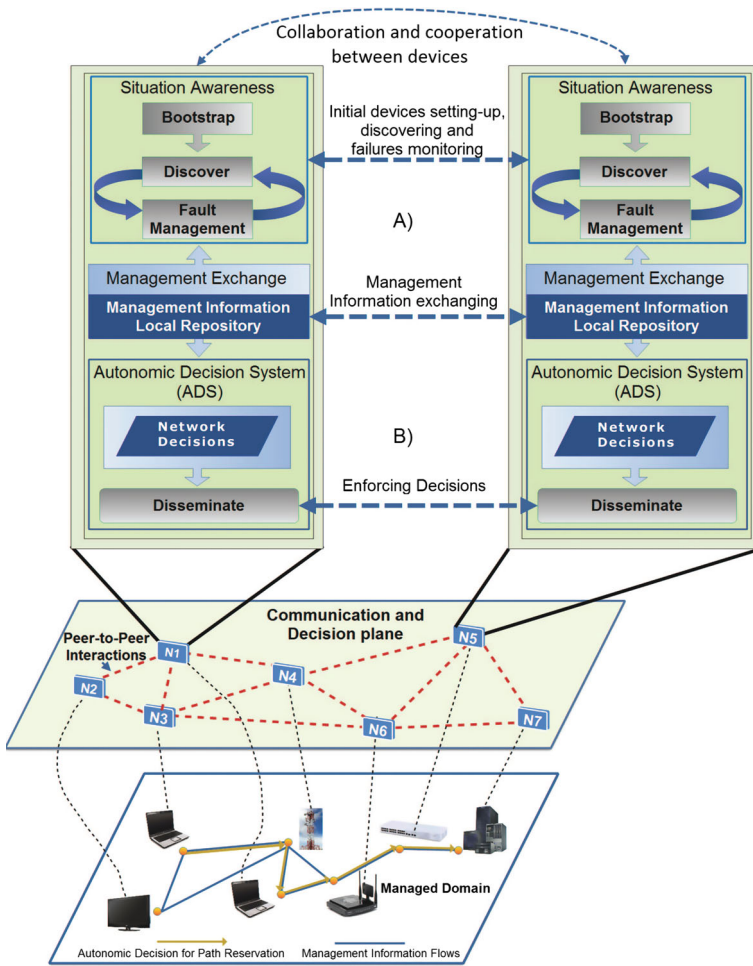 Collaboration and cooperation
between devices
Situation Awareness
Bootstrap
Discover
Fault
Management
Management Exchange
Management Information
Local Repository
Autonomic Decision System
(ADS)
Network
Decisions
Disseminate
Initial devices setting-up,
discovering and
failures monitoring
A)
Management
Information exchanging
B)
Enforcing Decisions
Situation Awareness
Bootstrap
Discover
Fault
Management
Management Exchange
Management Information
Local Repository
Autonomic Decision System
(ADS)
Network
Decisions
Disseminate
Communication and
Decision plane
Peer-to-Peer
Interactions
N1
N2
N3
N4
N5
N6
N7
Managed Domain
Autonomic Decision for Path Reservation
Management Information Flows